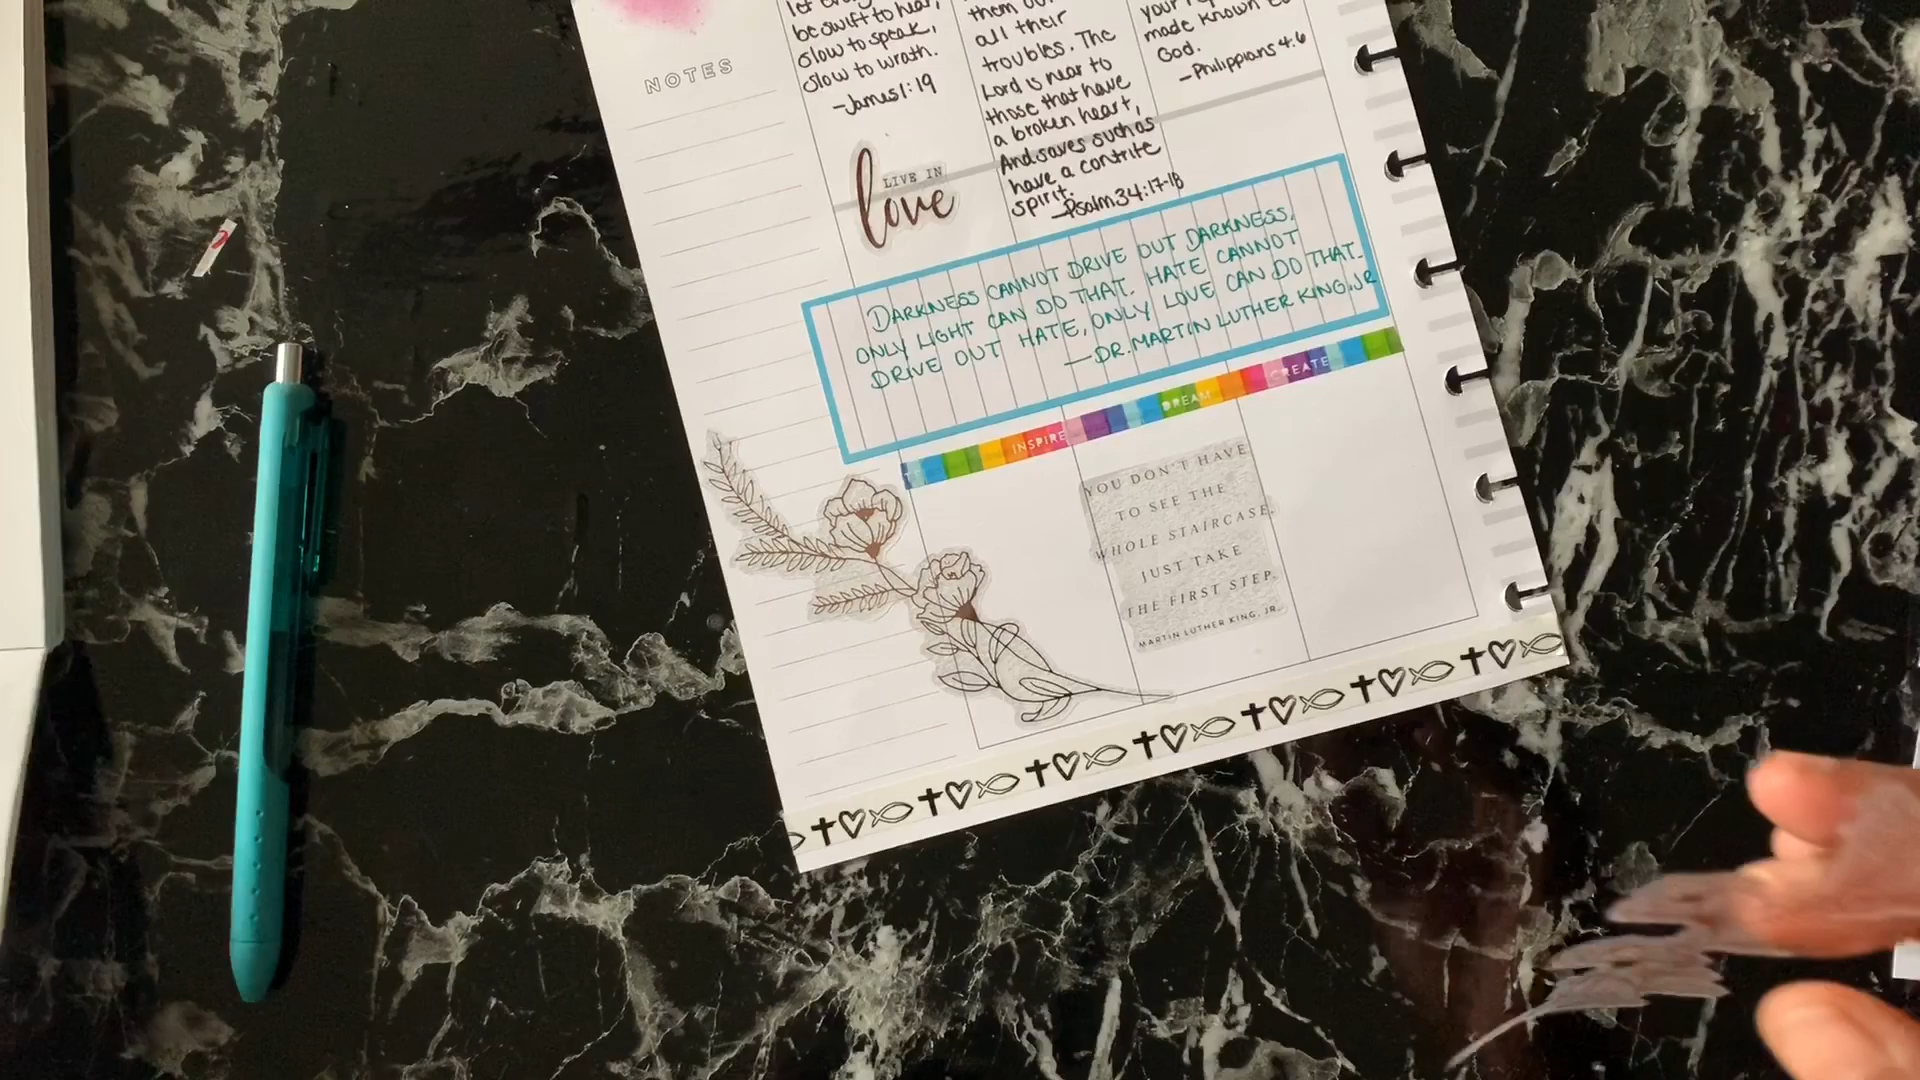 NOTES
be swift to hear,
slow to speak,
slow to wrath.
-James 1:19
all their
troubles. The
Lord is near to
those that have
a broken heart,
And saves such as
have a contrite
spirit.
-Psalm 34:17-18
made known
God.
-Philippians 4:6
LIVE IN
love
DARKNESS CANNOT DRIVE OUT DARKNESS,
ONLY LIGHT CAN DO THAT. HATE CANNOT
DRIVE OUT HATE, ONLY LOVE CAN DO THAT.
-DR. MARTIN LUTHER KING, JR
INSPIRE DREAM CREATE
YOU DON'T HAVE
TO SEE THE
WHOLE STAIRCASE,
JUST TAKE
THE FIRST STEP.
MARTIN LUTHER KING, JR.